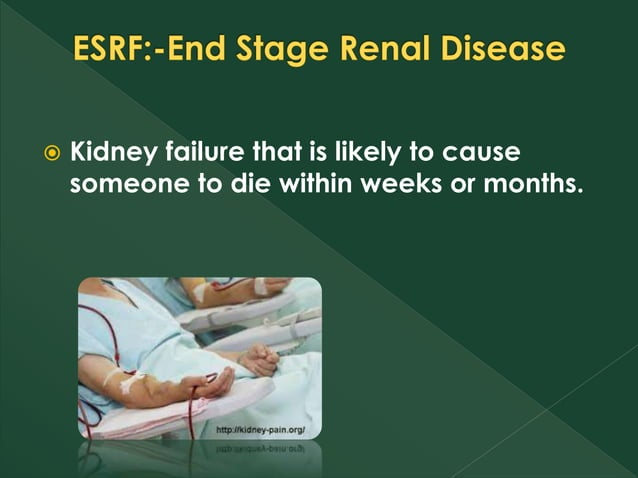 ESRF:-End Stage Renal Disease
Kidney failure that is likely to cause
someone to die within weeks or months.
http://kidney-pain.org/